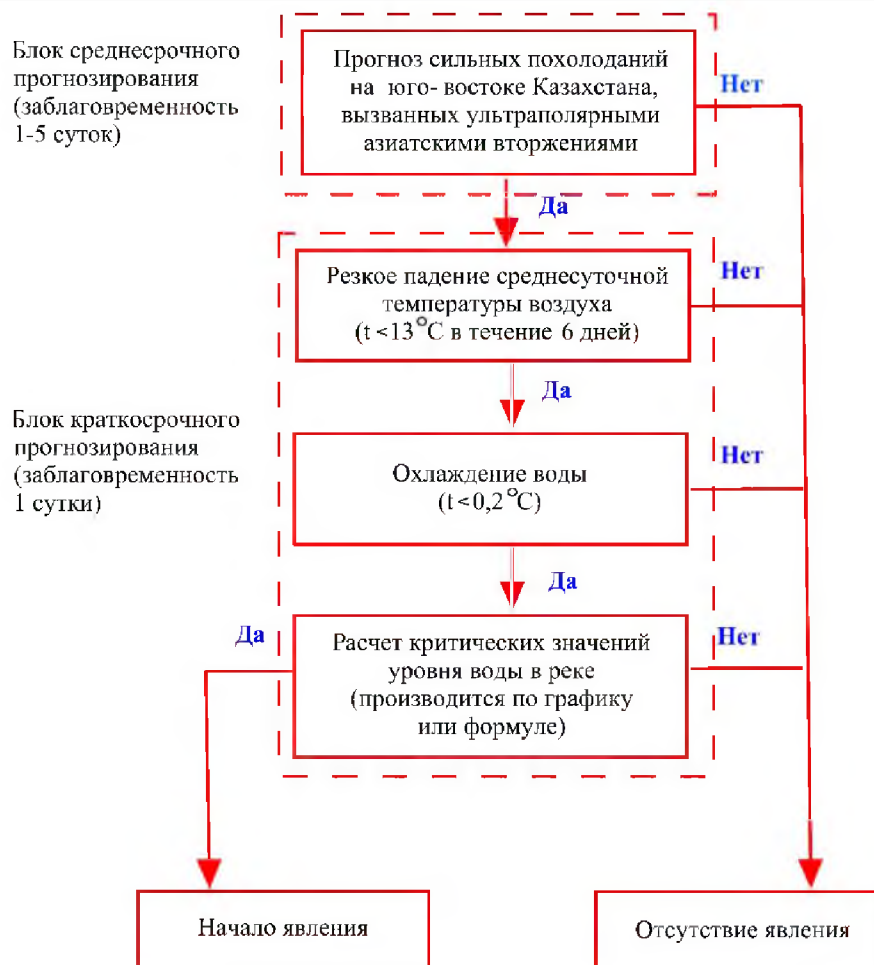 Блок среднесрочного
прогнозирования
(заблаговременность
1-5 суток)
Прогноз сильных похолоданий
на юго- востоке Казахстана,
вызванных ультраполярными
азиатскими вторжениями
Нет
Да
Резкое падение среднесуточной
температуры воздуха
(t <13°С в течение 6 дней)
Нет
Да
Блок краткосрочного
прогнозирования
(заблаговременность
1 сутки)
Охлаждение воды
(t<0,2°С)
Нет
Да
Да
Расчет критических значений
уровня воды в реке
(производится по графику
или формуле)
Нет
Начало явления
Отсутствие явления